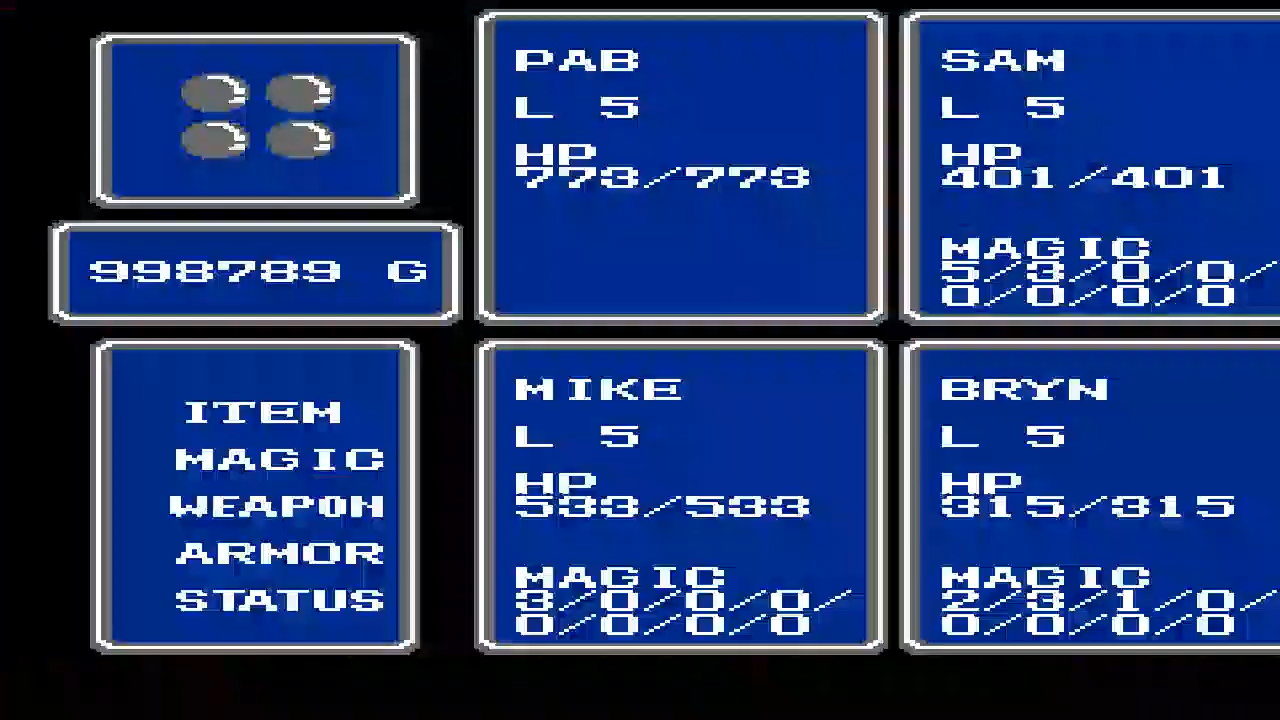 998789 G
ITEM
MAGIC
WEAPON
ARMOR
STATUS
PAB
L 5
HP
773/773
SAM
L 5
HP
401/401
MAGIC
5/3/0/0/
0/0/0/0
MIKE
L 5
HP
533/533
MAGIC
3/0/0/0/
0/0/0/0
BRYN
L 5
HP
315/315
MAGIC
2/3/1/0/
0/0/0/0